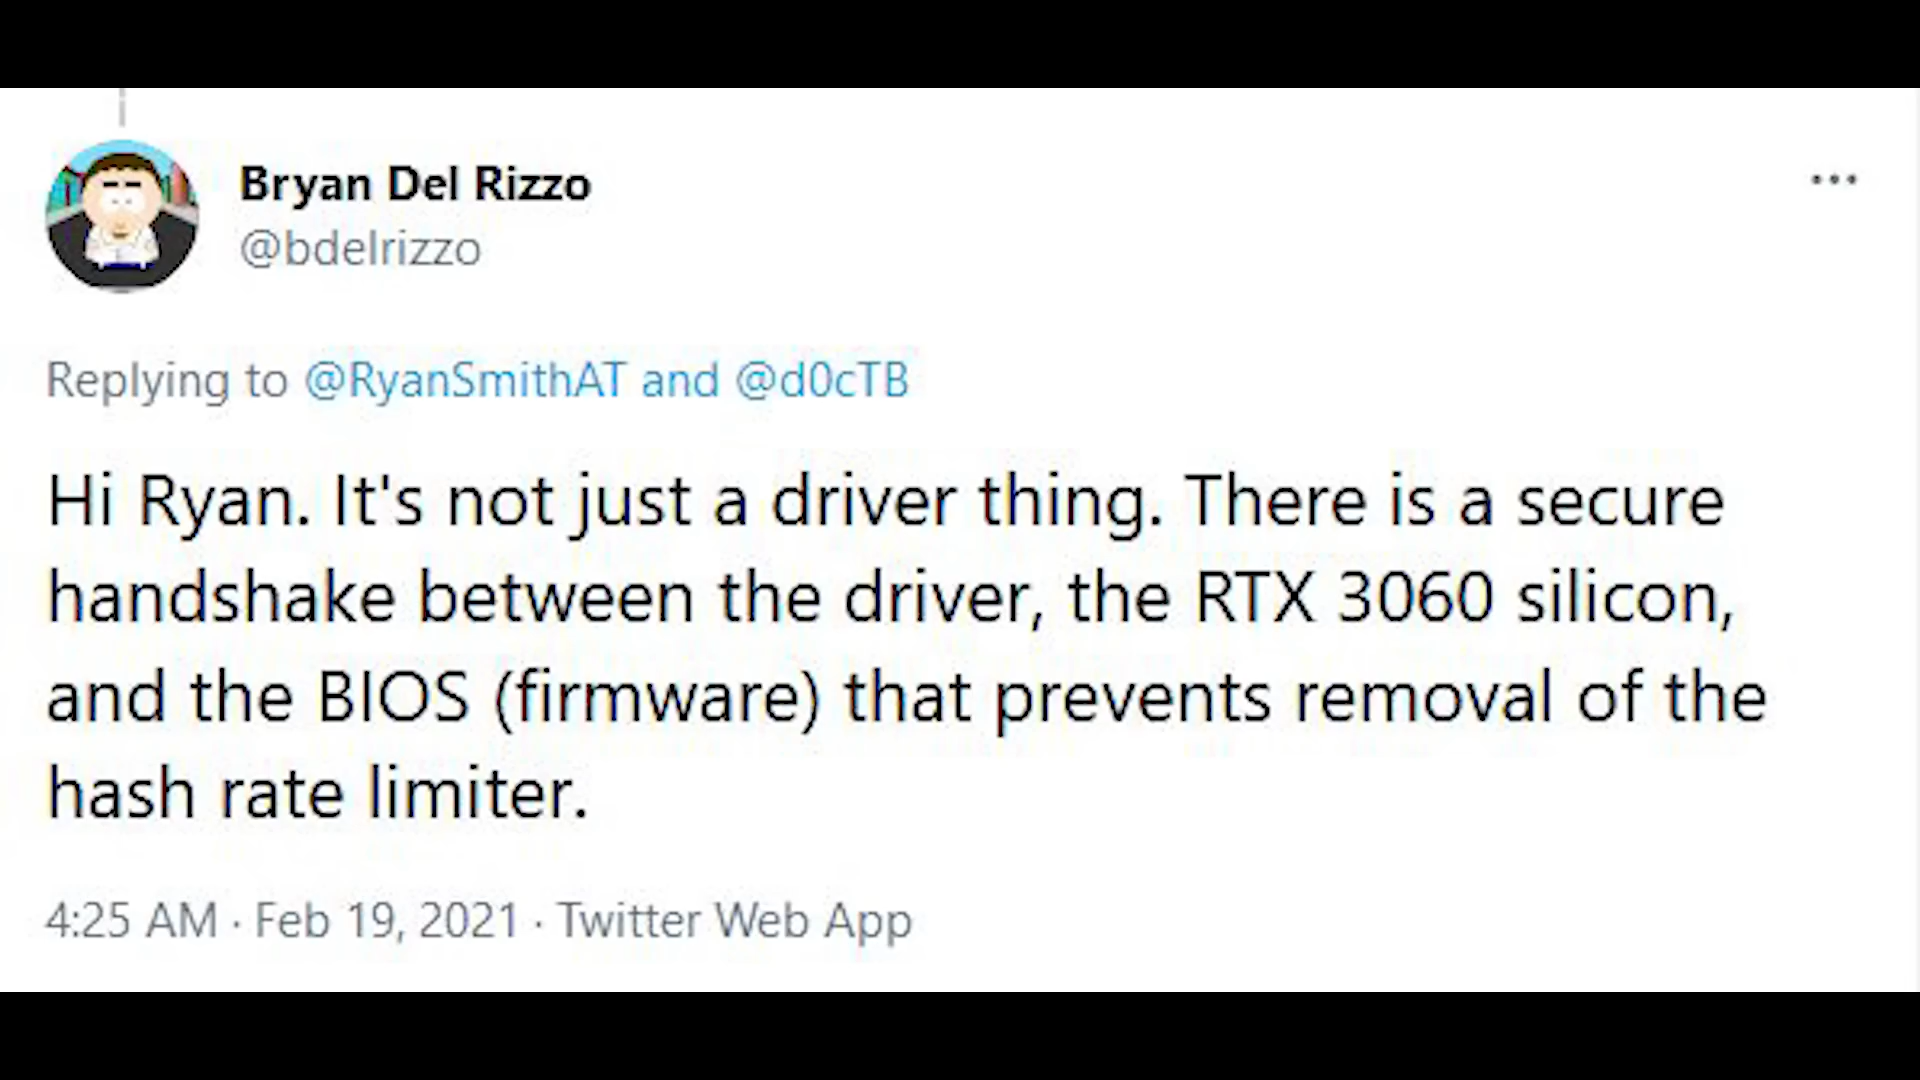 Bryan Del Rizzo
@bdelrizzo
Replying to @RyanSmithAT and @d0cTB
Hi Ryan. It's not just a driver thing. There is a secure
handshake between the driver, the RTX 3060 silicon,
and the BIOS (firmware) that prevents removal of the
hash rate limiter.
4:25 AM · Feb 19, 2021 · Twitter Web App